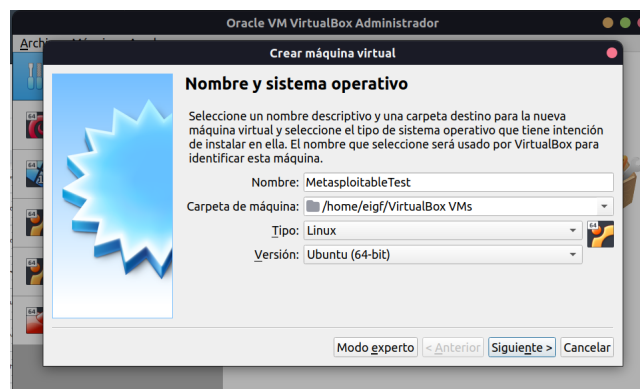 Oracle VM VirtualBox Administrador
Crear máquina virtual
Nombre y sistema operativo
Seleccione un nombre descriptivo y una carpeta destino para la nueva
máquina virtual y seleccione el tipo de sistema operativo que tiene intención
de instalar en ella. El nombre que seleccione será usado por VirtualBox para
identificar esta máquina.
Nombre: MetasploitableTest
Carpeta de máquina: /home/eigf/VirtualBox VMs
Tipo: Linux
64
Versión: Ubuntu (64-bit)
Modo experto < Anterior Siguiente > Cancelar